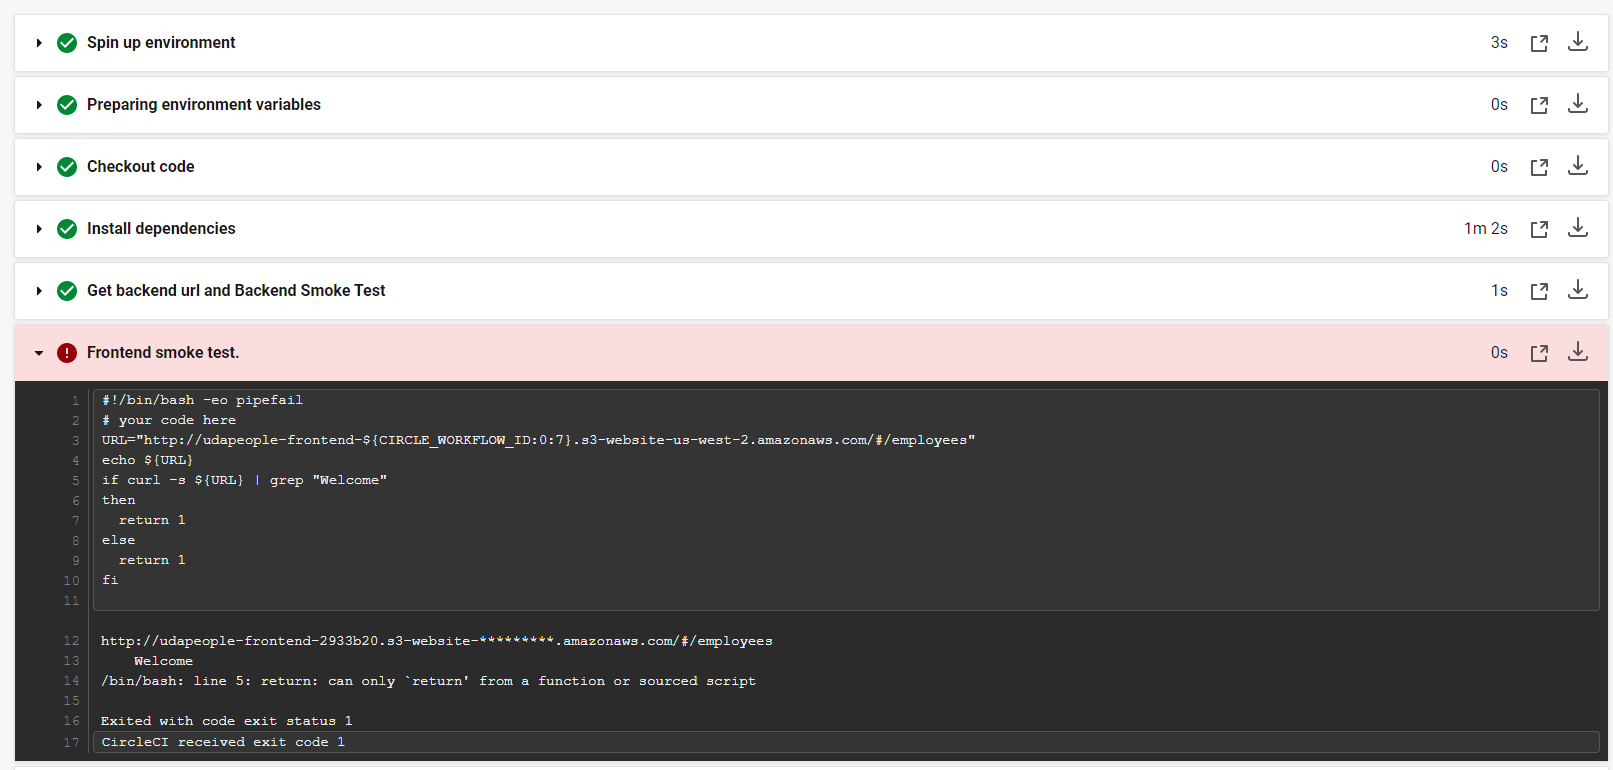 Spin up environment 3s
Preparing environment variables 0s
Checkout code 0s
Install dependencies 1m 2s
Get backend url and Backend Smoke Test 1s
Frontend smoke test. 0s
1 #!/bin/bash -eo pipefail
2 # your code here
3 URL="http://udapeople-frontend-${CIRCLE_WORKFLOW_ID:0:7}.s3-website-us-west-2.amazonaws.com/#/employees"
4 echo ${URL}
5 if curl -s ${URL} | grep "Welcome"
6 then
7   return 1
8 else
9   return 1
10 fi
11
12 http://udapeople-frontend-2933b20.s3-website-*********.amazonaws.com/#/employees
13     Welcome
14 /bin/bash: line 5: return: can only `return' from a function or sourced script
15
16 Exited with code exit status 1
17 CircleCI received exit code 1